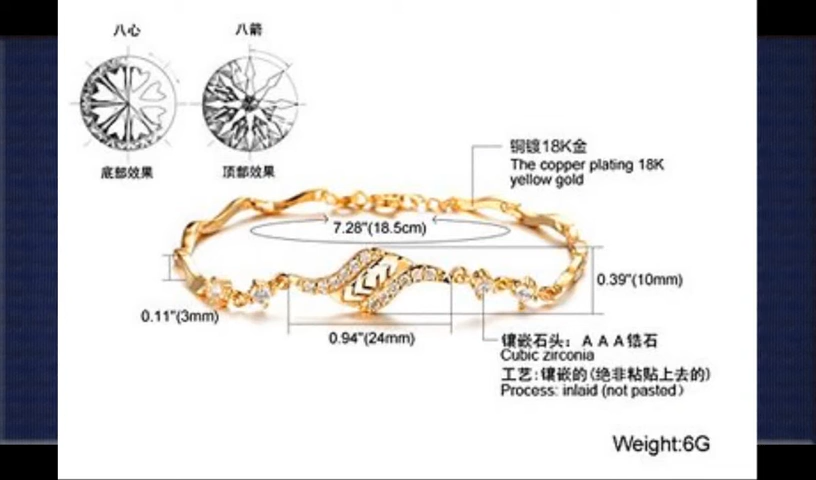 八心
八箭
底部效果
顶部效果
铜镀18K金
The copper plating 18K
yellow gold
7.28"(18.5cm)
0.39"(10mm)
0.11"(3mm)
0.94"(24mm)
镶嵌石头：AAA锆石
Cubic zirconia
工艺:镶嵌的(绝非粘贴上去的)
Process: inlaid (not pasted)
Weight:6G